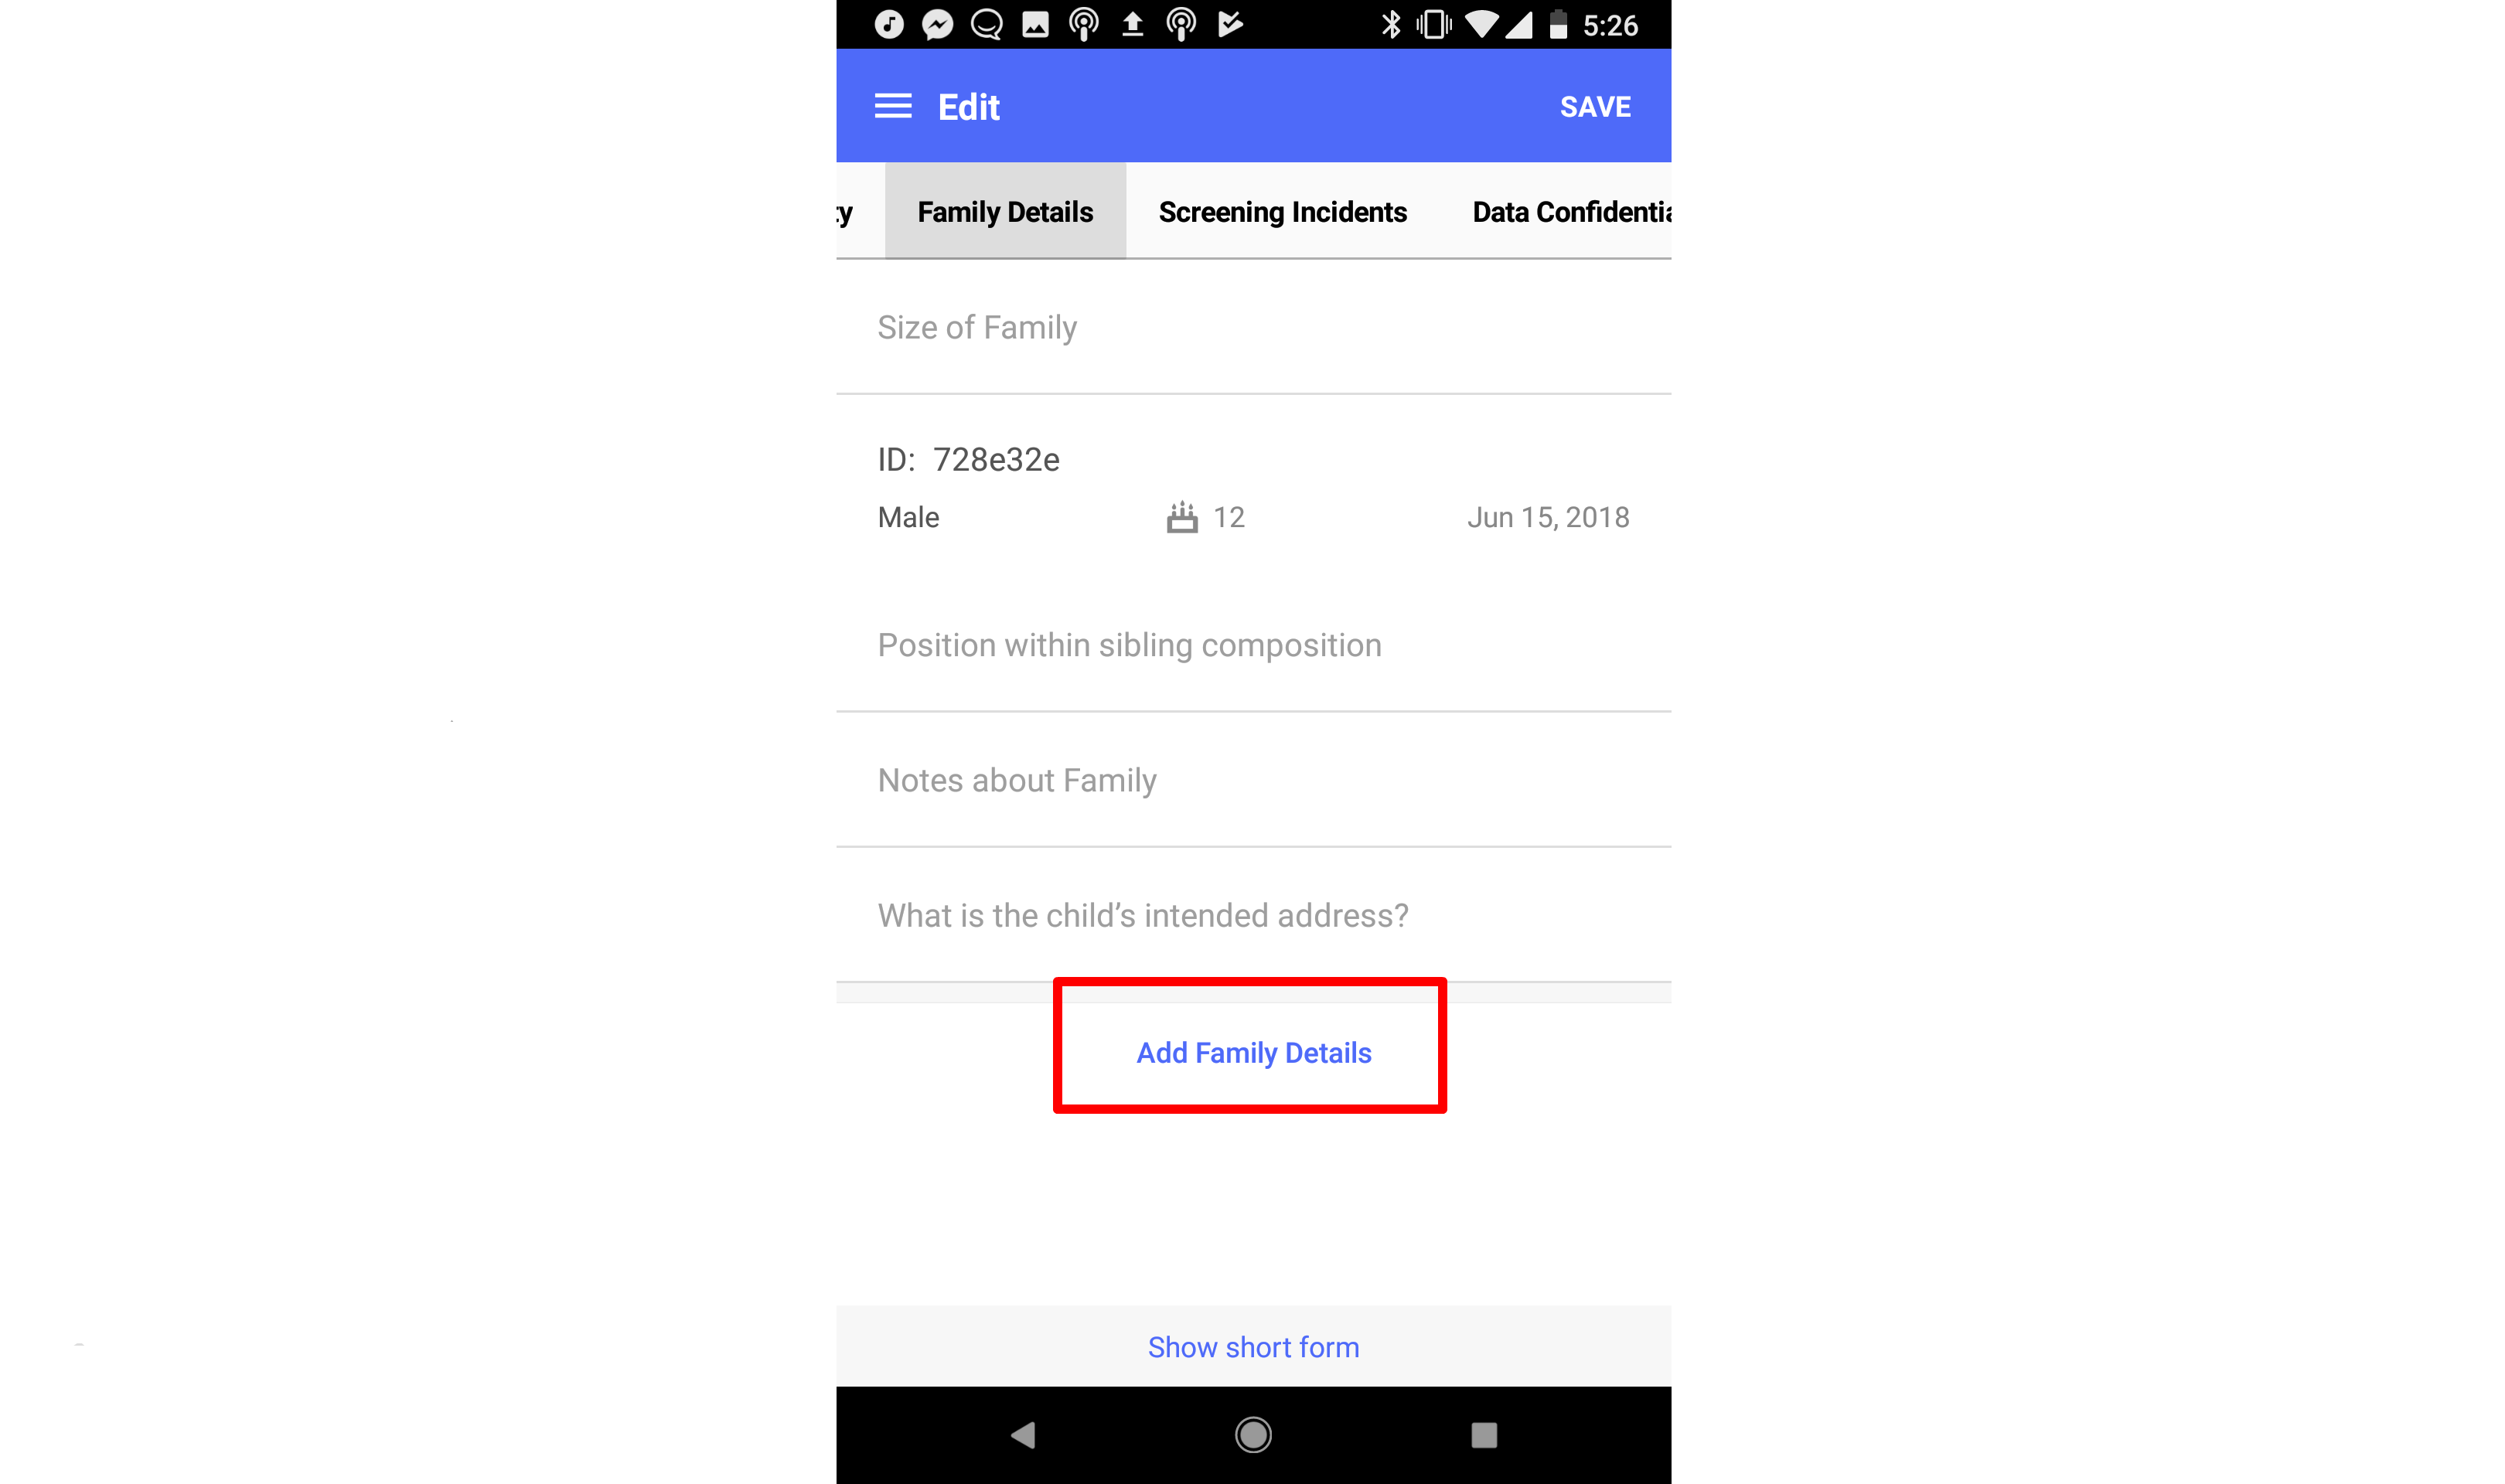 5:26
Edit SAVE
ty Family Details Screening Incidents Data Confidentia
Size of Family
ID: 728e32e
Male 12 Jun 15, 2018
Position within sibling composition
Notes about Family
What is the child’s intended address?
Add Family Details
Show short form